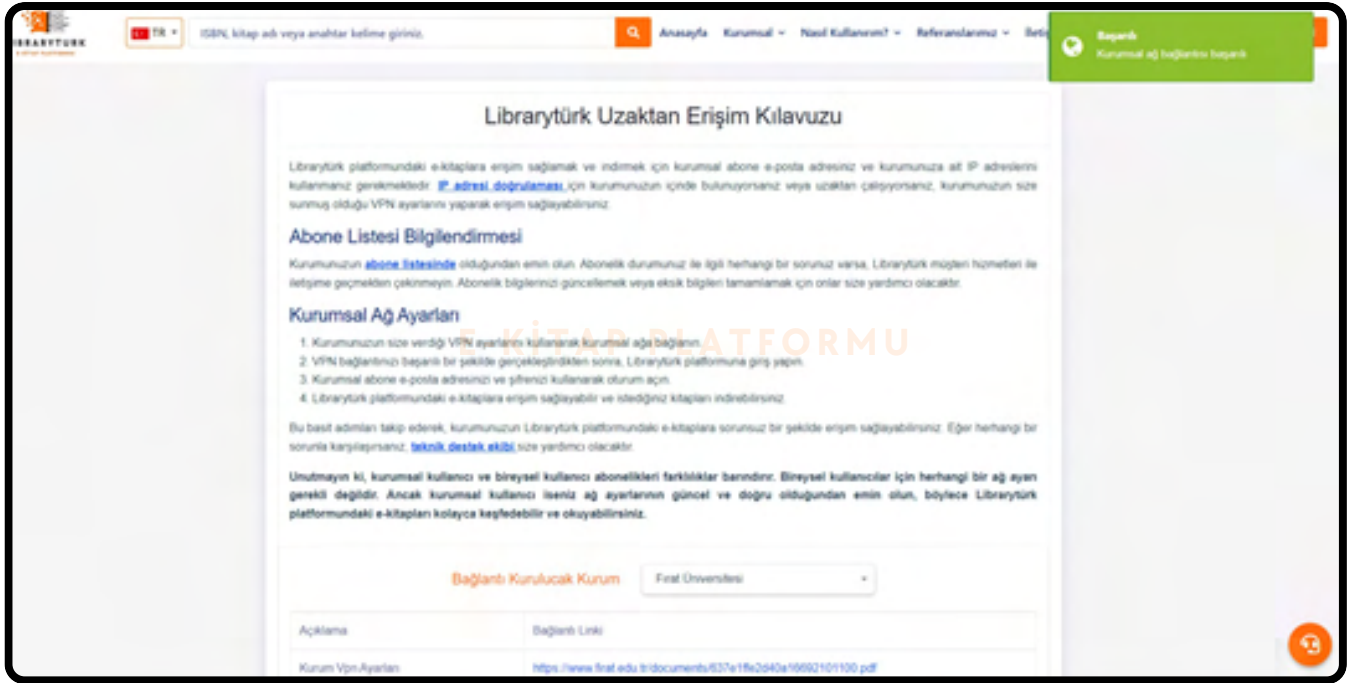 LIBRARYTURK
E-KİTAP PLATFORMU
TR
ISBN, kitap adı veya anahtar kelime giriniz.
Anasayfa Kurumsal Nasıl Kullanırım? Referanslarımız
Başarılı
Kurumsal ağ bağlantısı başarılı
Librarytürk Uzaktan Erişim Kılavuzu
Librarytürk platformundaki e-kitaplara erişim sağlamak ve indirmek için kurumsal abone e-posta adresiniz ve kurumunuza ait IP adreslerini
kullanmanız gerekmektedir. IP adresi doğrulaması için kurumunuzun içinde bulunuyorsanız veya uzaktan çalışıyorsanız, kurumunuzun size
sunmuş olduğu VPN ayarlarını yaparak erişim sağlayabilirsiniz.
Abone Listesi Bilgilendirmesi
Kurumunuzun abone listesinde olduğundan emin olun. Abonelik durumunuz ile ilgili herhangi bir sorunuz varsa, Librarytürk müşteri hizmetleri ile
iletişime geçmekten çekinmeyin. Abonelik bilgilerinizi güncellemek veya eksik bilgileri tamamlamak için onlar size yardımcı olacaktır.
Kurumsal Ağ Ayarları
1. Kurumunuzun size verdiği VPN ayarlarını kullanarak kurumsal ağa bağlanın.
E-KİTAP PLATFORMU
2. VPN bağlantınızı başarılı bir şekilde gerçekleştirdikten sonra, Librarytürk platformuna giriş yapın.
3. Kurumsal abone e-posta adresinizi ve şifrenizi kullanarak oturum açın.
4. Librarytürk platformundaki e-kitaplara erişim sağlayabilir ve istediğiniz kitapları indirebilirsiniz.
Bu basit adımları takip ederek, kurumunuzun Librarytürk platformundaki e-kitaplara sorunsuz bir şekilde erişim sağlayabilirsiniz. Eğer herhangi bir
sorunla karşılaşırsanız, teknik destek ekibi size yardımcı olacaktır.
Unutmayın ki, kurumsal kullanıcı ve bireysel kullanıcı abonelikleri farklılıklar barındırır. Bireysel kullanıcılar için herhangi bir ağ ayarı
gerekli değildir. Ancak kurumsal kullanıcı iseniz ağ ayarlarının güncel ve doğru olduğundan emin olun, böylece Librarytürk
platformundaki e-kitapları kolayca keşfedebilir ve okuyabilirsiniz.
Bağlantı Kurulucak Kurum Fırat Üniversitesi
Açıklama Bağlantı Linki
Kurum Vpn Ayarları